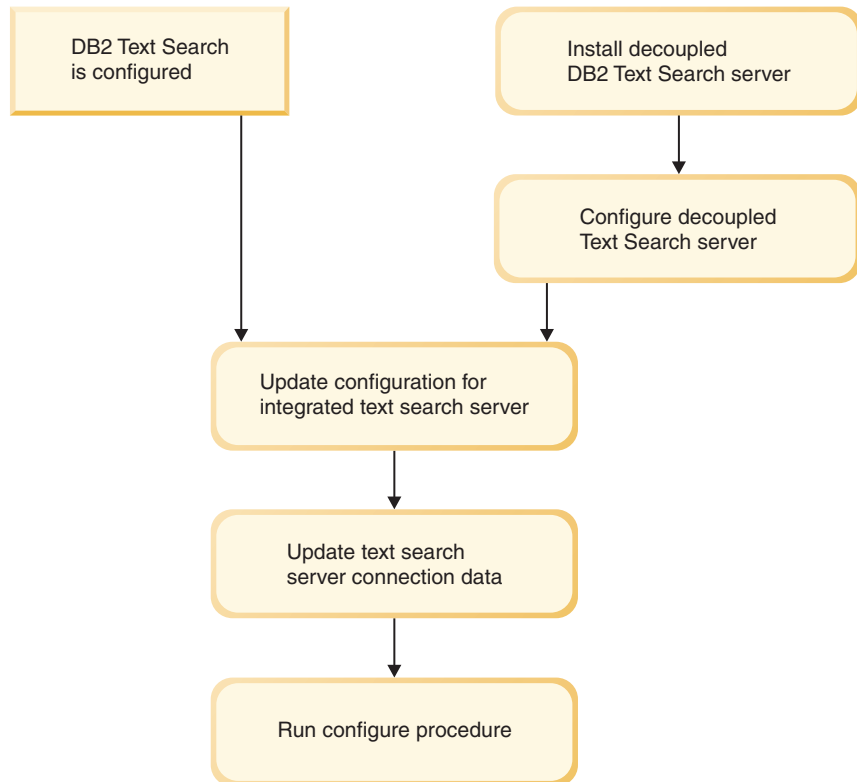 DB2 Text Search
is configured
Install decoupled
DB2 Text Search server
Configure decoupled
Text Search server
Update configuration for
integrated text search server
Update text search
server connection data
Run configure procedure